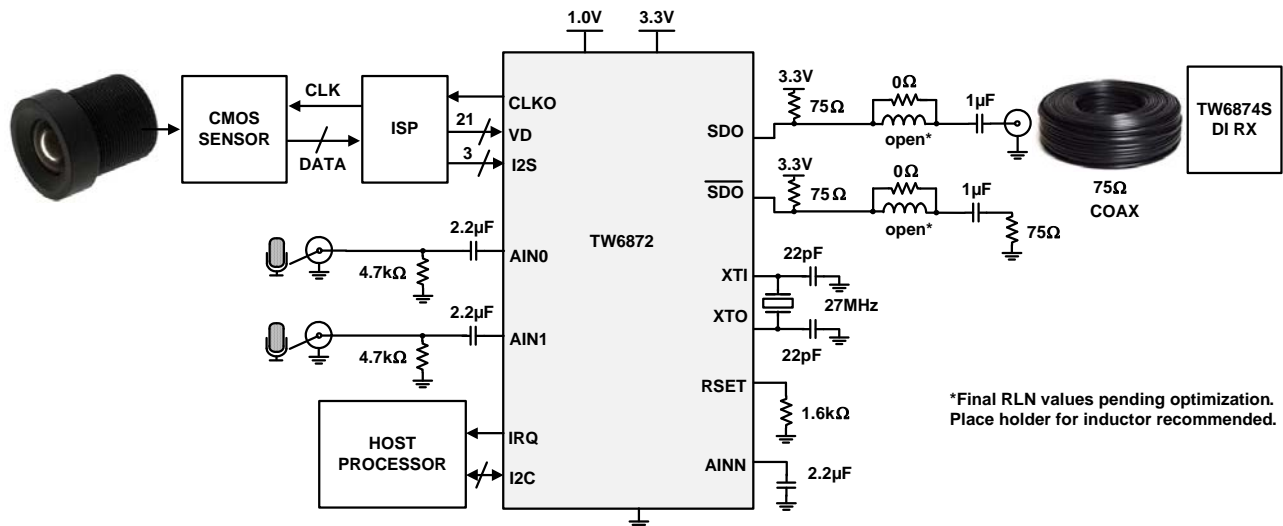 1.0V
3.3V
CMOS
SENSOR
CLK
DATA
ISP
CLKO
21
VD
3
I2S
TW6872
2.2µF
AIN0
4.7kΩ
2.2µF
AIN1
4.7kΩ
HOST
PROCESSOR
IRQ
I2C
SDO
3.3V
75Ω
0Ω
open*
1µF
SDO
3.3V
75Ω
0Ω
open*
1µF
75Ω
75Ω
COAX
TW6874S
DI RX
XTI
22pF
27MHz
XTO
22pF
RSET
1.6kΩ
AINN
2.2µF
*Final RLN values pending optimization.
Place holder for inductor recommended.